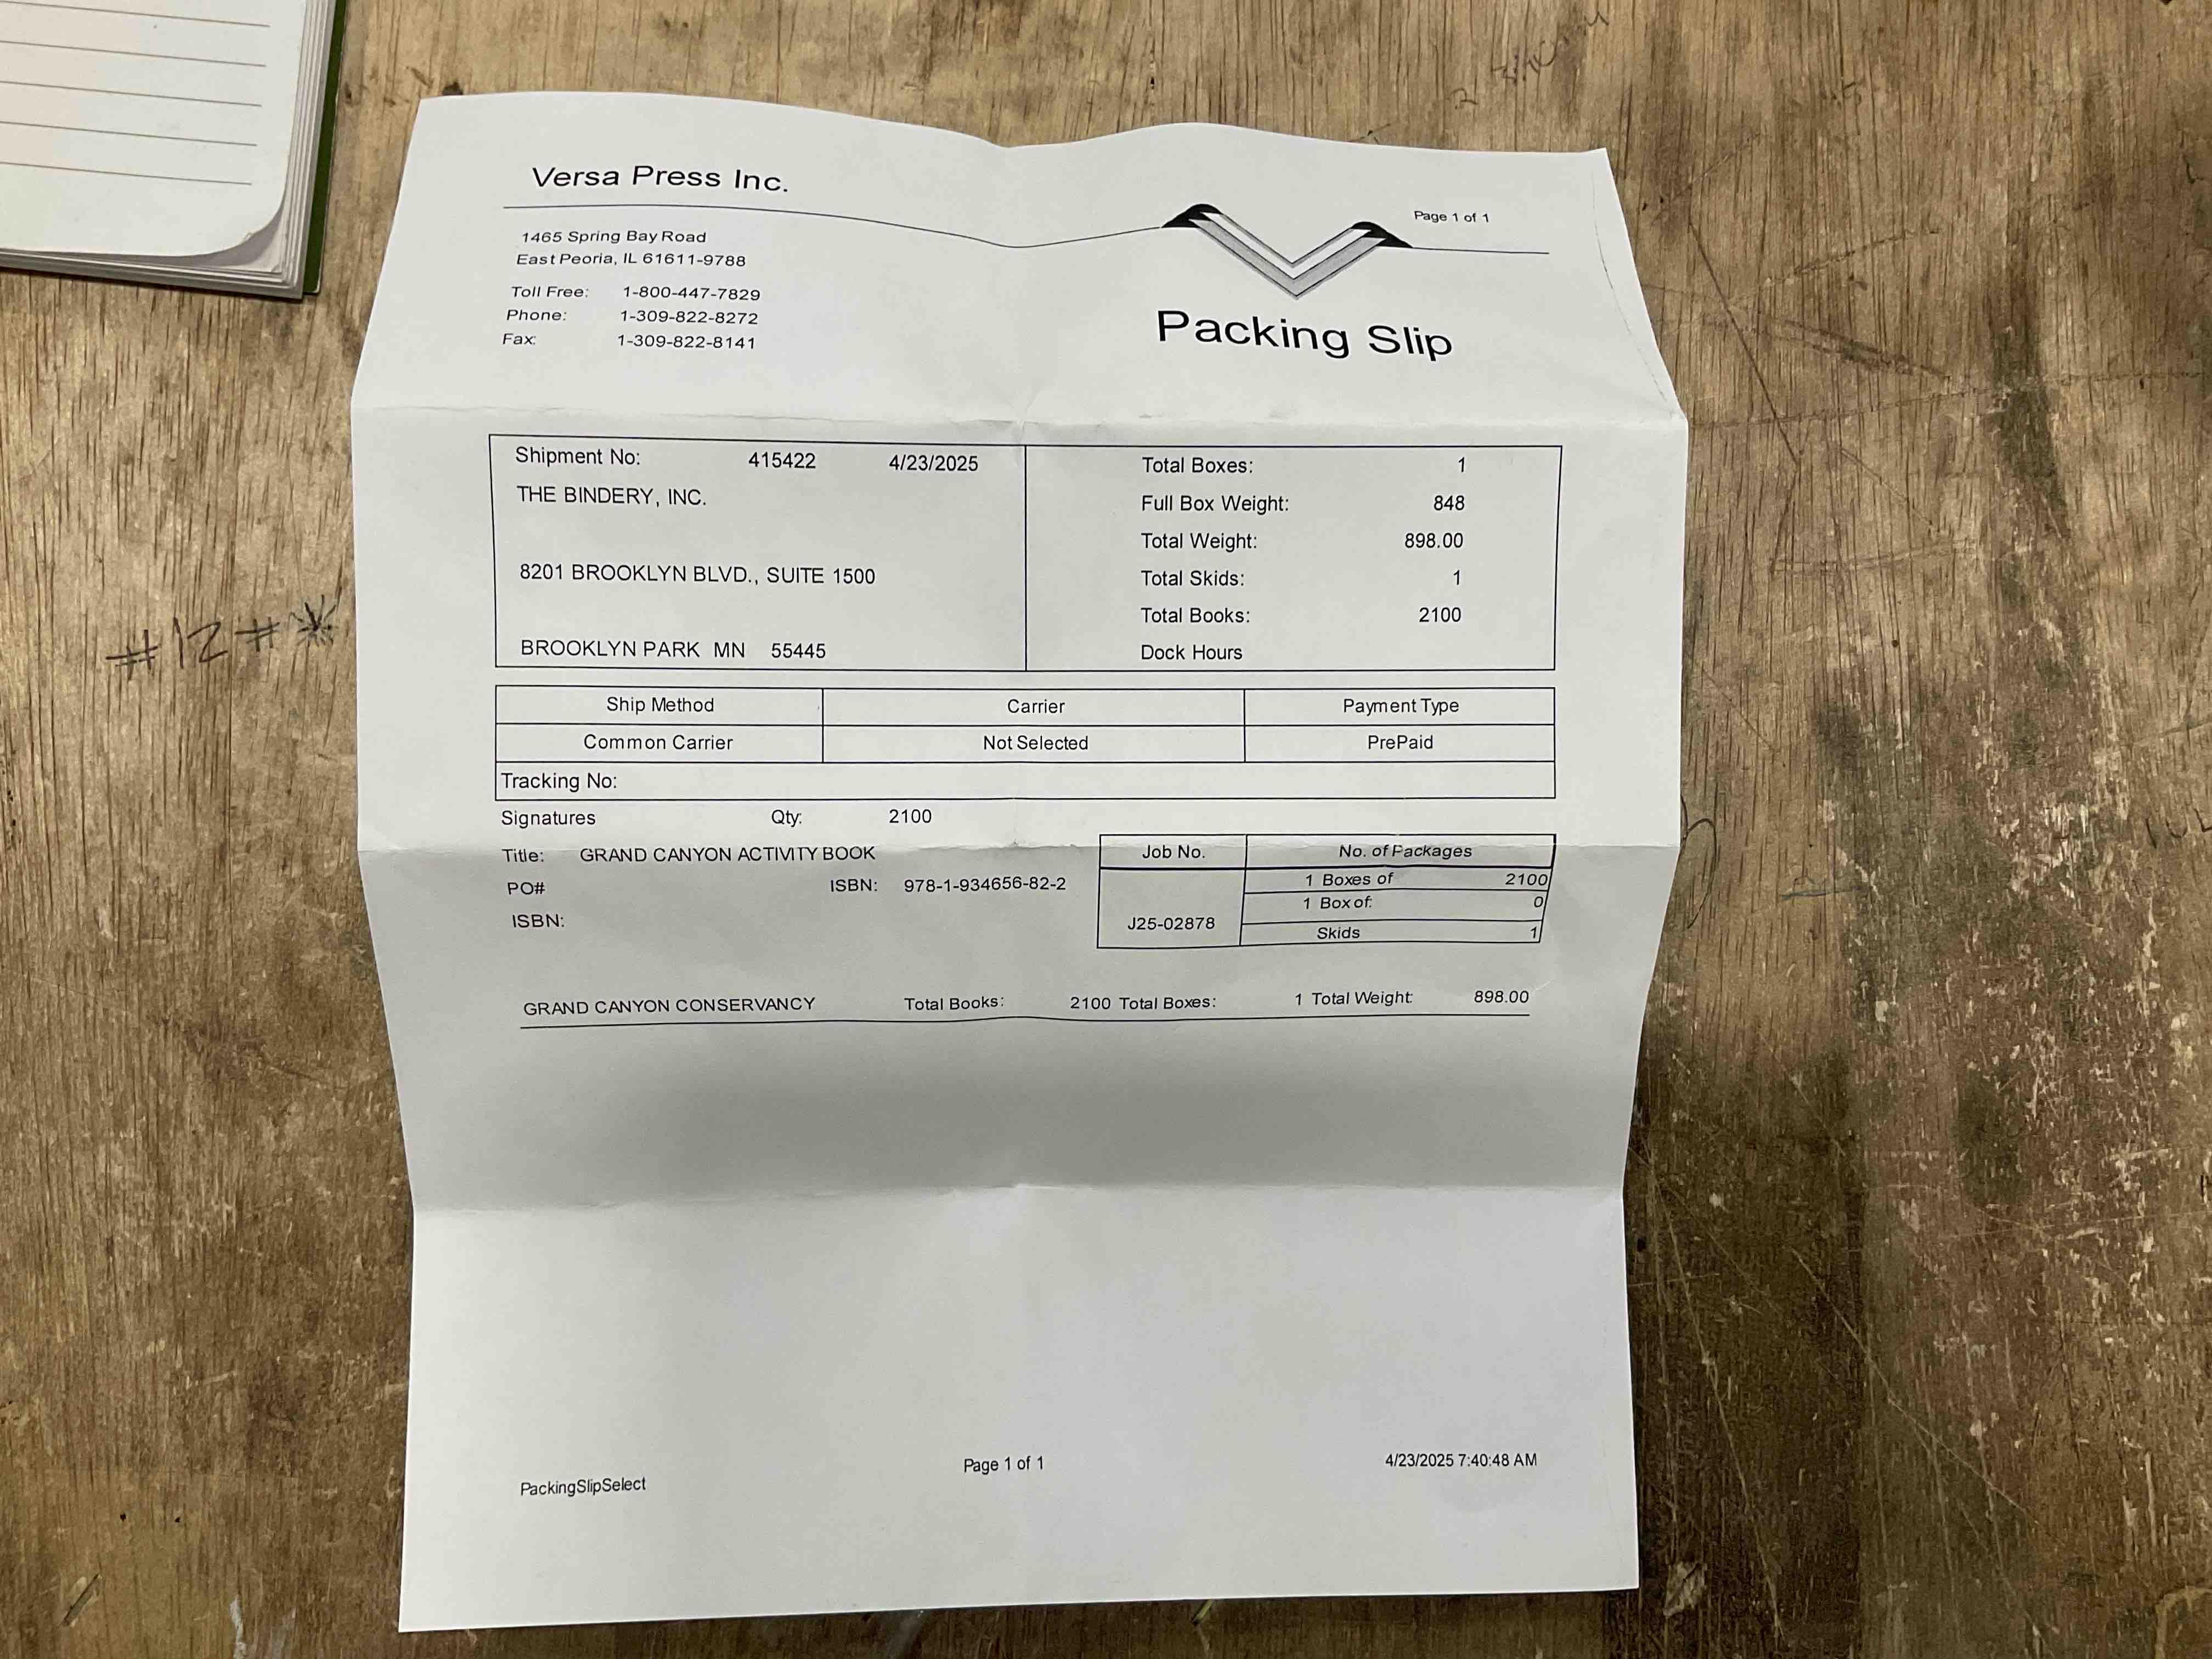 Versa Press Inc.
Page 1 of 1
1465 Spring Bay Road
East Peoria, IL 61611-9788
Toll Free: 1-800-447-7829
Phone: 1-309-822-8272
Fax: 1-309-822-8141
Packing Slip
Shipment No: 415422 4/23/2025
THE BINDERY, INC.
8201 BROOKLYN BLVD., SUITE 1500
BROOKLYN PARK MN 55445
Total Boxes: 1
Full Box Weight: 848
Total Weight: 898.00
Total Skids: 1
Total Books: 2100
Dock Hours
Ship Method Carrier Payment Type
Common Carrier Not Selected PrePaid
Tracking No:
Signatures Qty: 2100
Title: GRAND CANYON ACTIVITY BOOK
PO# ISBN: 978-1-934656-82-2
ISBN:
Job No. No. of Packages
1 Boxes of 2100
1 Box of: 0
J25-02878
Skids 1
GRAND CANYON CONSERVANCY Total Books: 2100 Total Boxes: 1 Total Weight: 898.00
PackingSlipSelect
Page 1 of 1
4/23/2025 7:40:48 AM
#12#*